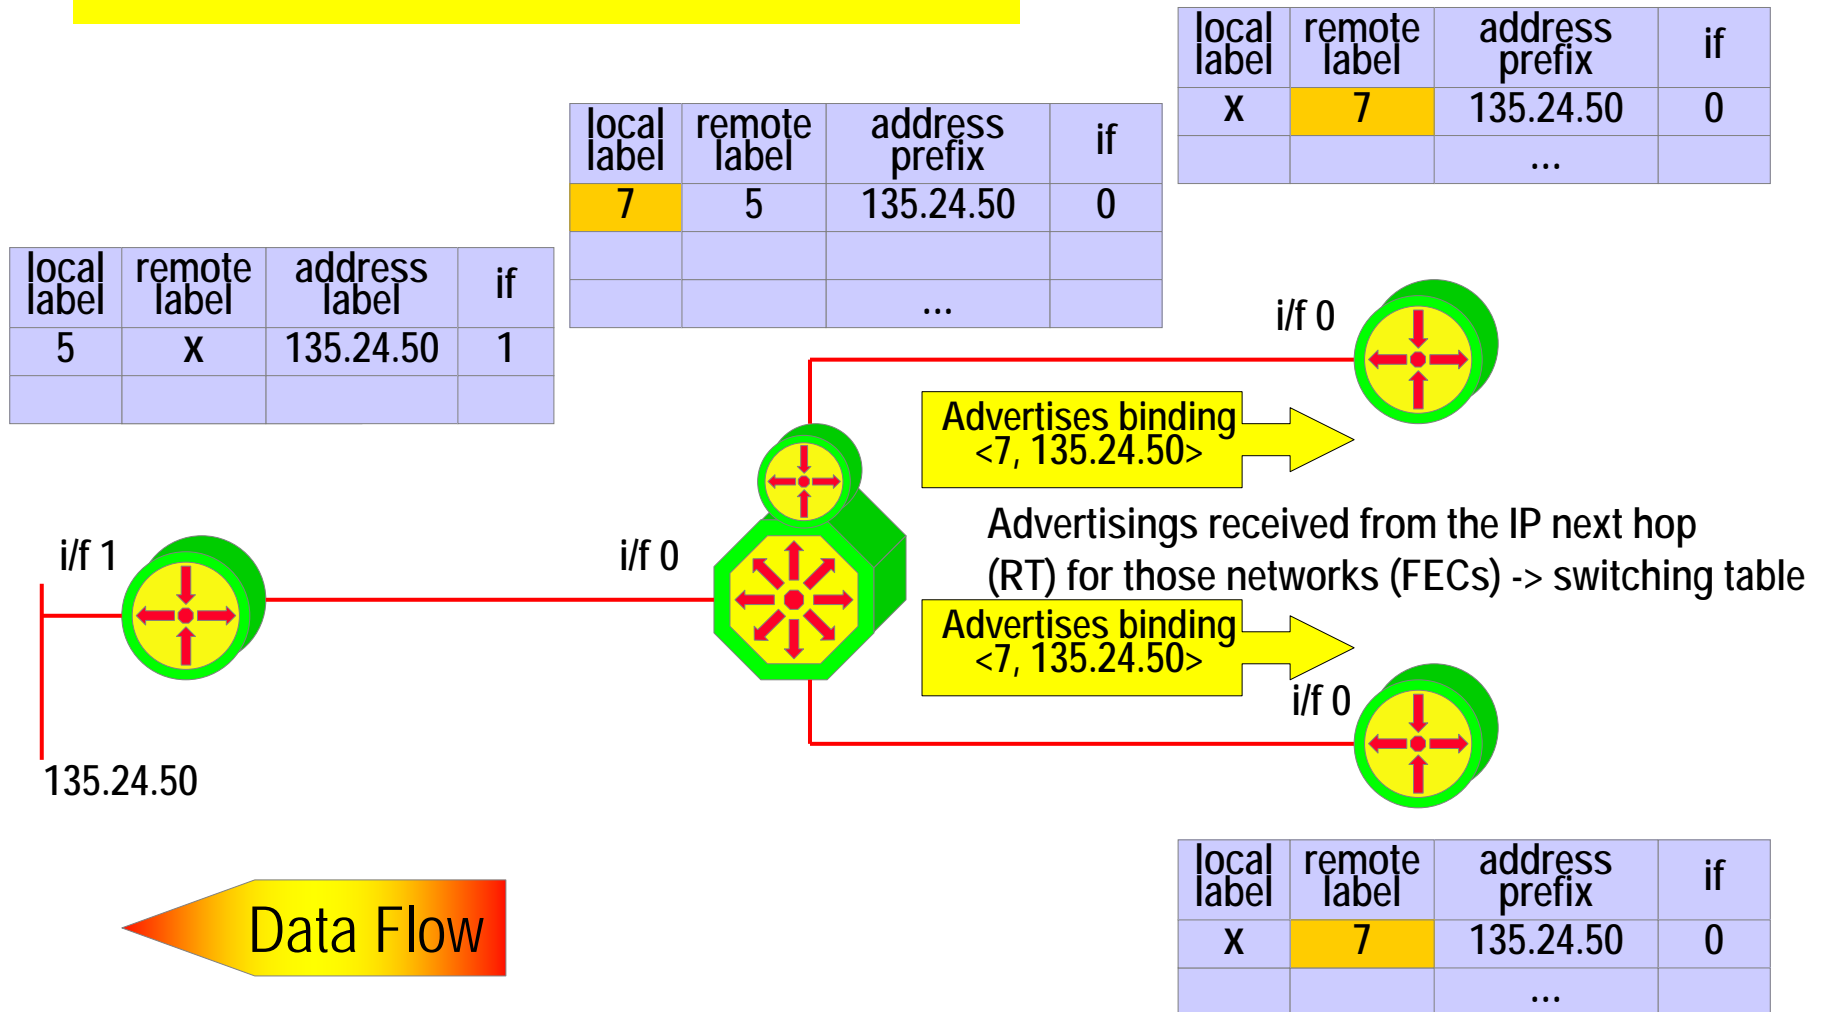 local label | remote label | address prefix | if
X | 7 | 135.24.50 | 0
...
local label | remote label | address prefix | if
7 | 5 | 135.24.50 | 0
...
local label | remote label | address label | if
5 | X | 135.24.50 | 1
i/f 0
Advertises binding
<7, 135.24.50>
Advertisings received from the IP next hop
(RT) for those networks (FECs) -> switching table
i/f 1
i/f 0
Advertises binding
<7, 135.24.50>
i/f 0
135.24.50
Data Flow
local label | remote label | address prefix | if
X | 7 | 135.24.50 | 0
...